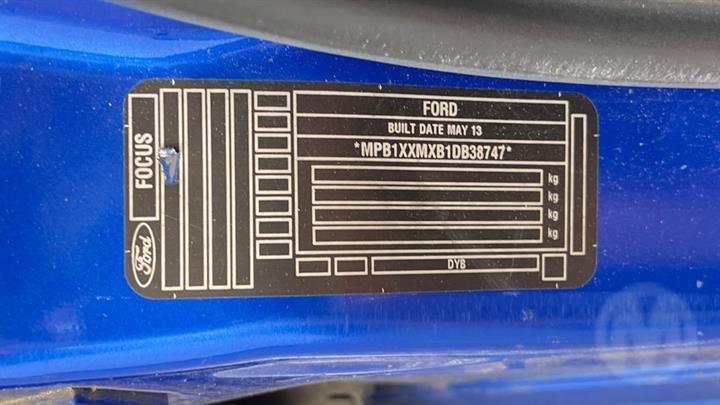 FORD
BUILT DATE MAY 13
*MPB1XXMXB1DB38747*
kg
kg
kg
kg
DYB
FOCUS
Ford
M